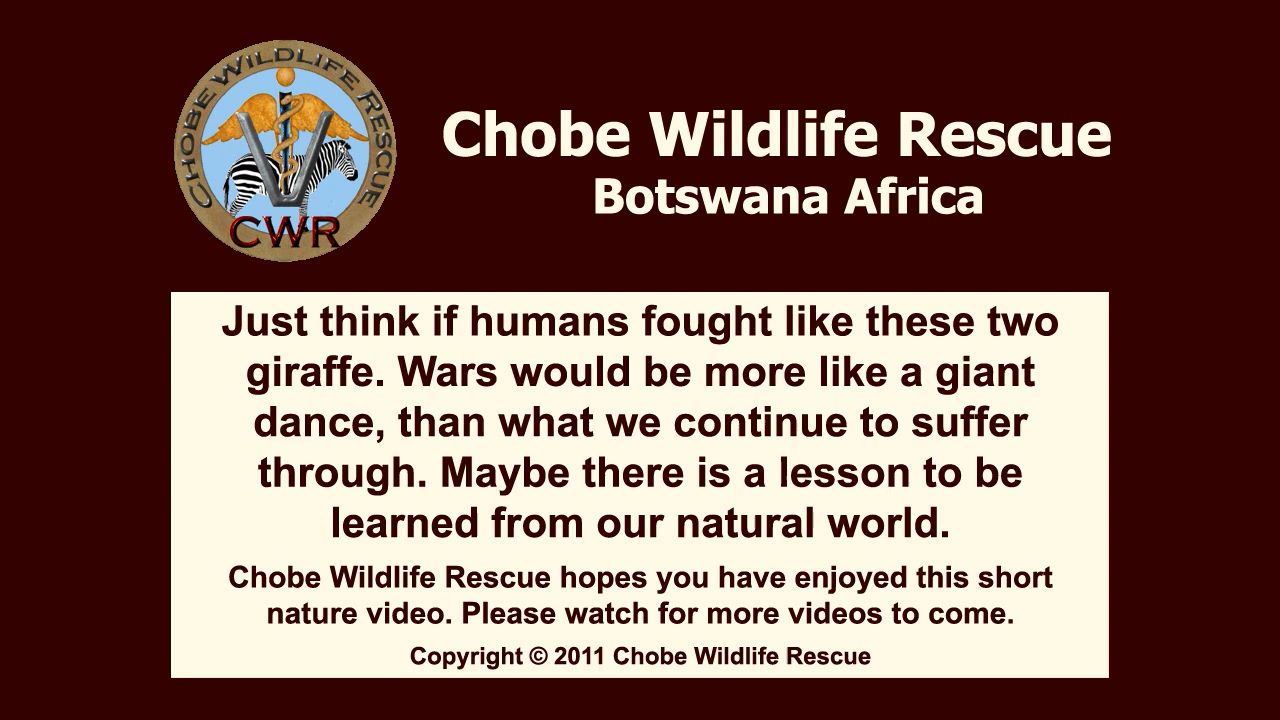 CHOBE WILDLIFE RESCUE
V
CWR
Chobe Wildlife Rescue
Botswana Africa
Just think if humans fought like these two
giraffe. Wars would be more like a giant
dance, than what we continue to suffer
through. Maybe there is a lesson to be
learned from our natural world.
Chobe Wildlife Rescue hopes you have enjoyed this short
nature video. Please watch for more videos to come.
Copyright © 2011 Chobe Wildlife Rescue